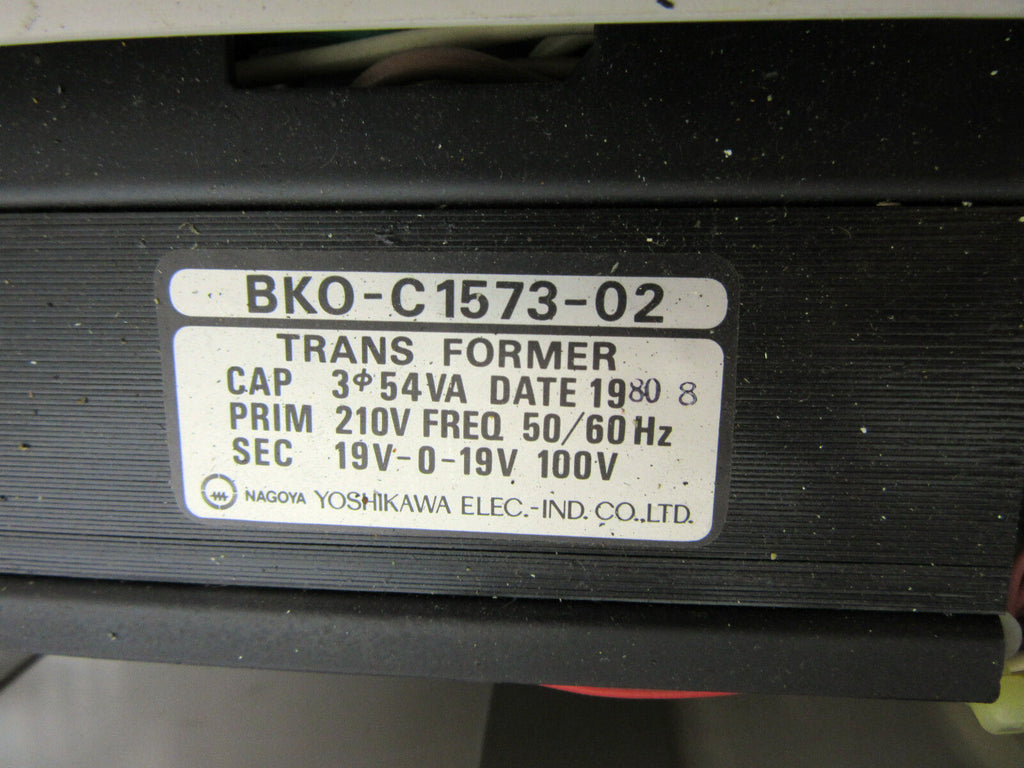 BKO-C1573-02
TRANS FORMER
CAP 3φ54VA DATE 1980 8
PRIM 210V FREQ 50/60Hz
SEC 19V-0-19V 100V
NAGOYA YOSHIKAWA ELEC.-IND. CO.,LTD.